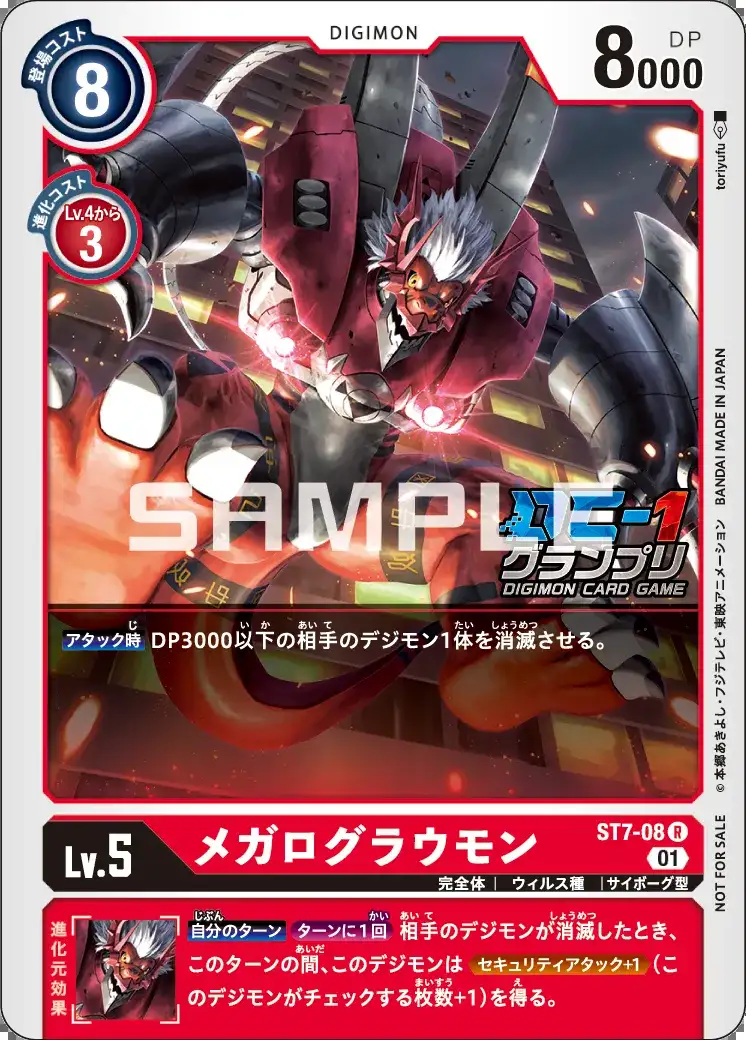 DIGIMON
登場コスト
8
8000
DP
進化コスト
Lv.4から
3
toriyufu
SAMPLE
DC-1
グランプリ
DIGIMON CARD GAME
アタック時 DP3000以下の相手のデジモン1体を消滅させる。
© 本郷あきよし・フジテレビ・東映アニメーション BANDAI MADE IN JAPAN
NOT FOR SALE
Lv.5
メガログラウモン
ST7-08 R
01
完全体 | ウィルス種 | サイボーグ型
進化元効果
自分のターン ターンに1回 相手のデジモンが消滅したとき、
このターンの間、このデジモンは セキュリティアタック+1 (こ
のデジモンがチェックする枚数+1)を得る。